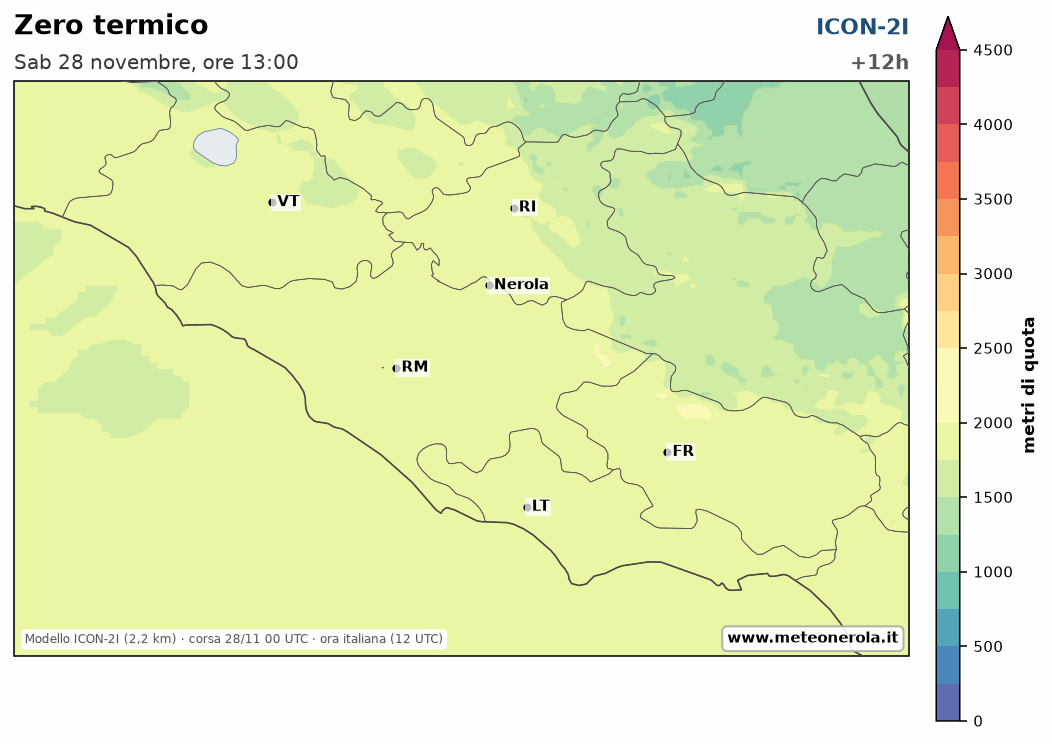 Zero termico
ICON-2I
Sab 28 novembre, ore 13:00
+12h
VT
RI
Nerola
RM
FR
LT
Modello ICON-2I (2,2 km) · corsa 28/11 00 UTC · ora italiana (12 UTC)
www.meteonerola.it
4500
4000
3500
3000
2500
2000
1500
1000
500
0
metri di quota